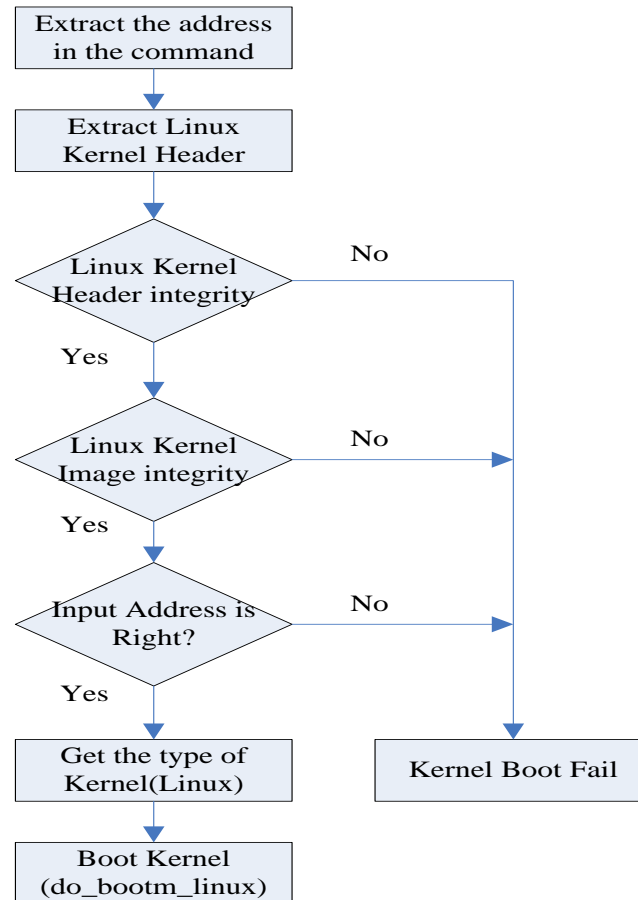 Extract the address
in the command
Extract Linux
Kernel Header
Linux Kernel
Header integrity
No
Yes
Linux Kernel
Image integrity
No
Yes
Input Address is
Right?
No
Yes
Get the type of
Kernel(Linux)
Kernel Boot Fail
Boot Kernel
(do_bootm_linux)